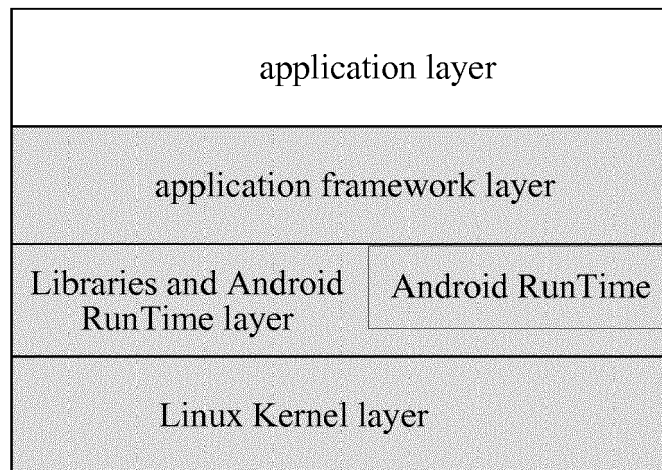 application layer
application framework layer
Libraries and Android
RunTime layer
Android RunTime
Linux Kernel layer